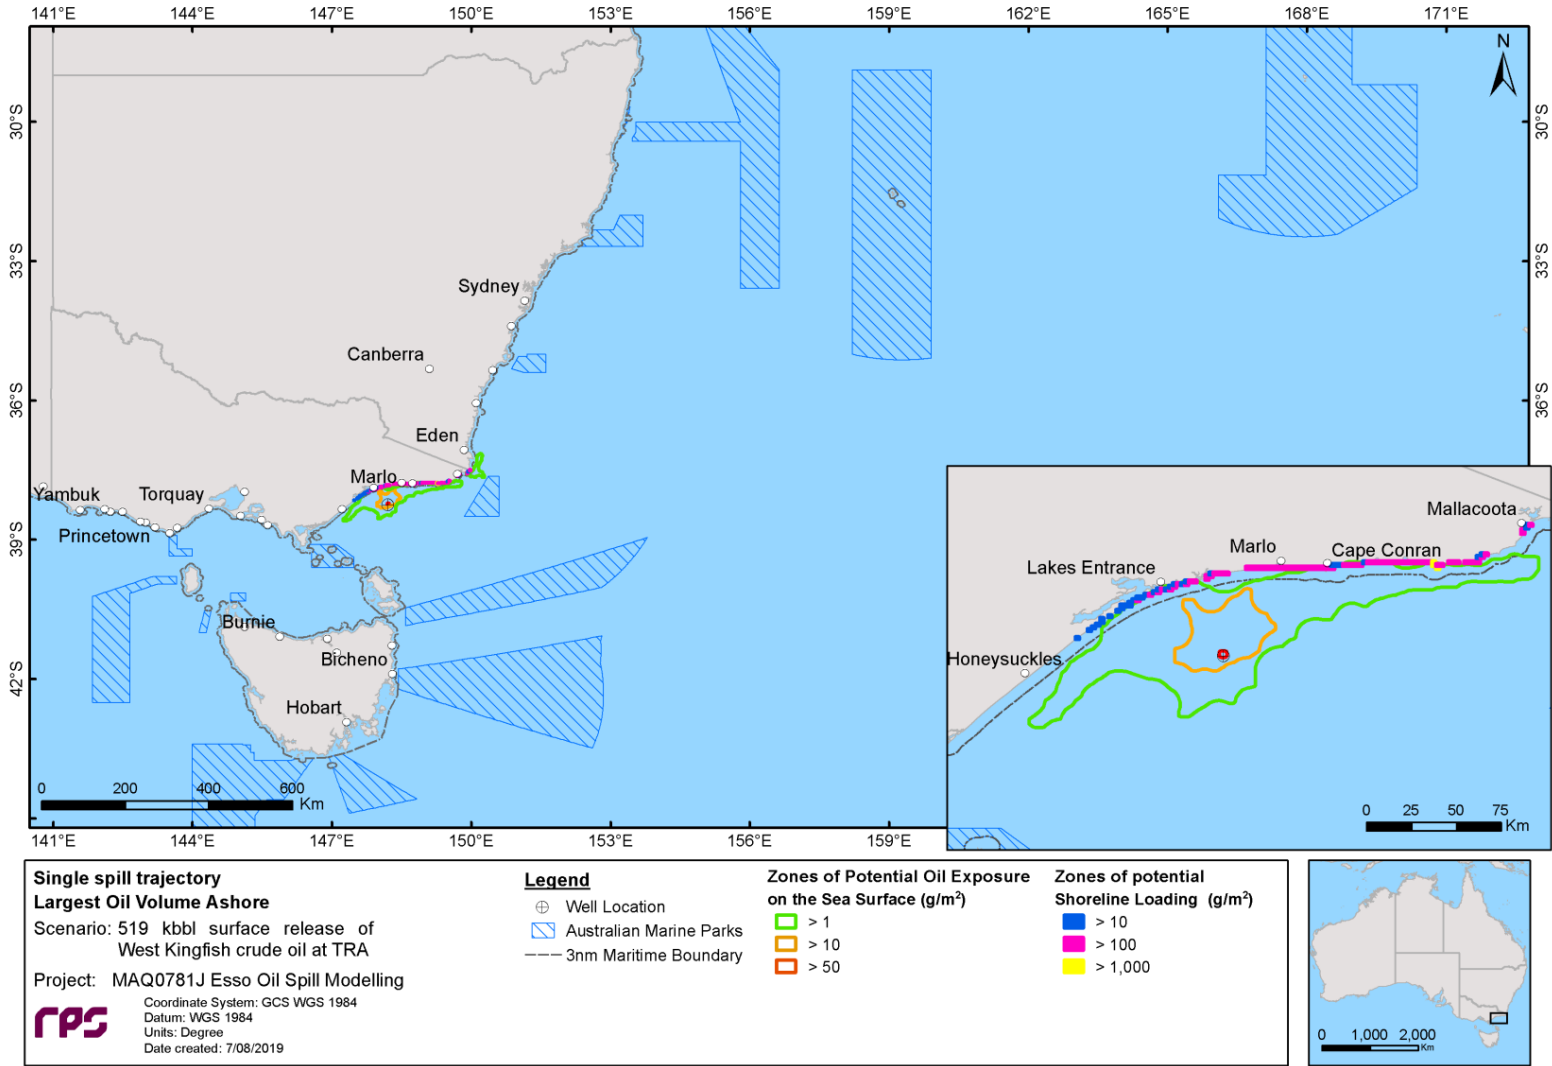 141°E 144°E 147°E 150°E 153°E 156°E 159°E 162°E 165°E 168°E 171°E
N
30°S 30°S
33°S 33°S
Sydney
Canberra
36°S 36°S
Eden
Marlo
Yambuk Torquay
Princetown
39°S
Burnie
Bicheno
42°S
Hobart
0 200 400 600 Km
141°E 144°E 147°E 150°E 153°E 156°E 159°E
Mallacoota
Marlo Cape Conran
Lakes Entrance
Honeysuckles
0 25 50 75 Km
Single spill trajectory
Largest Oil Volume Ashore
Scenario: 519 kbbl surface release of
West Kingfish crude oil at TRA
Project: MAQ0781J Esso Oil Spill Modelling
rps
Coordinate System: GCS WGS 1984
Datum: WGS 1984
Units: Degree
Date created: 7/08/2019
Legend
Well Location
Australian Marine Parks
3nm Maritime Boundary
Zones of Potential Oil Exposure
on the Sea Surface (g/m²)
> 1
> 10
> 50
Zones of potential
Shoreline Loading (g/m²)
> 10
> 100
> 1,000
0 1,000 2,000
Km